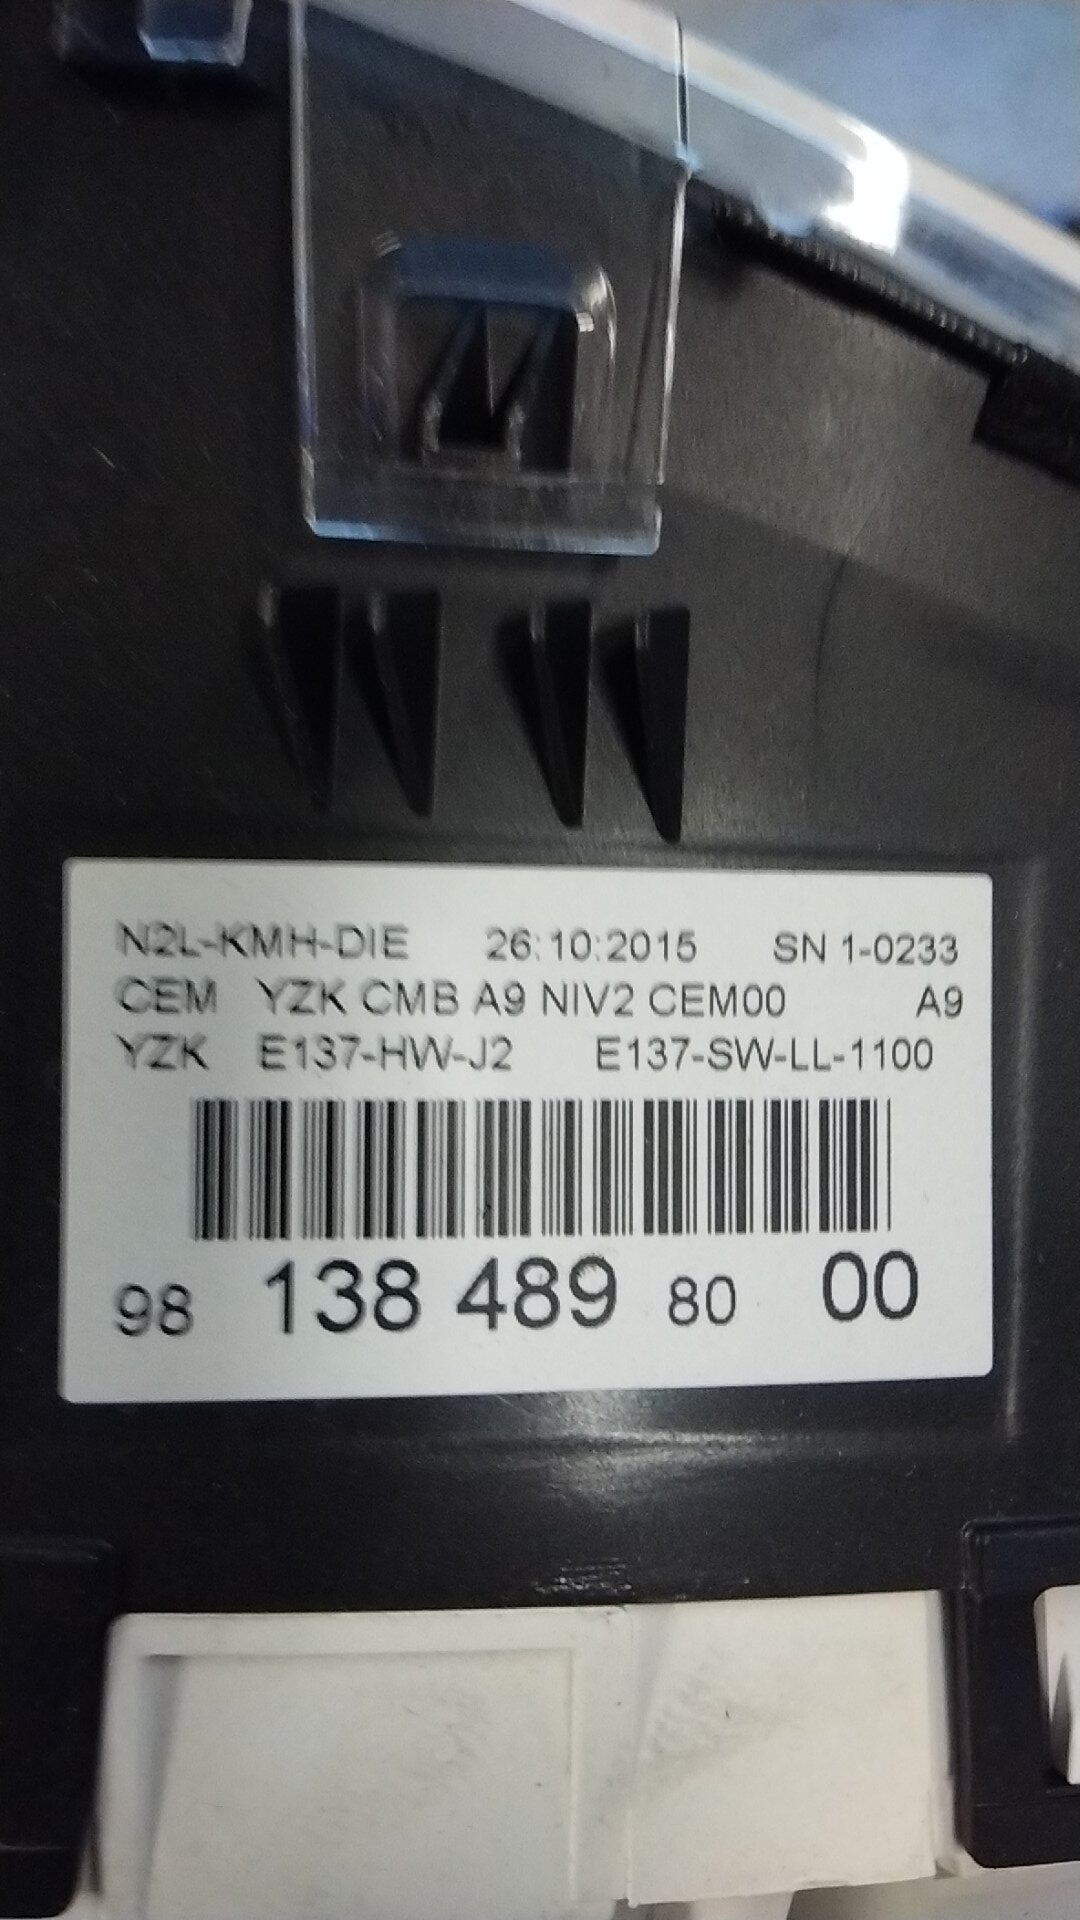 N2L-KMH-DIE 26:10:2015 SN 1-0233
CEM YZK CMB A9 NIV2 CEM00 A9
YZK E137-HW-J2 E137-SW-LL-1100
98 138 489 80 00